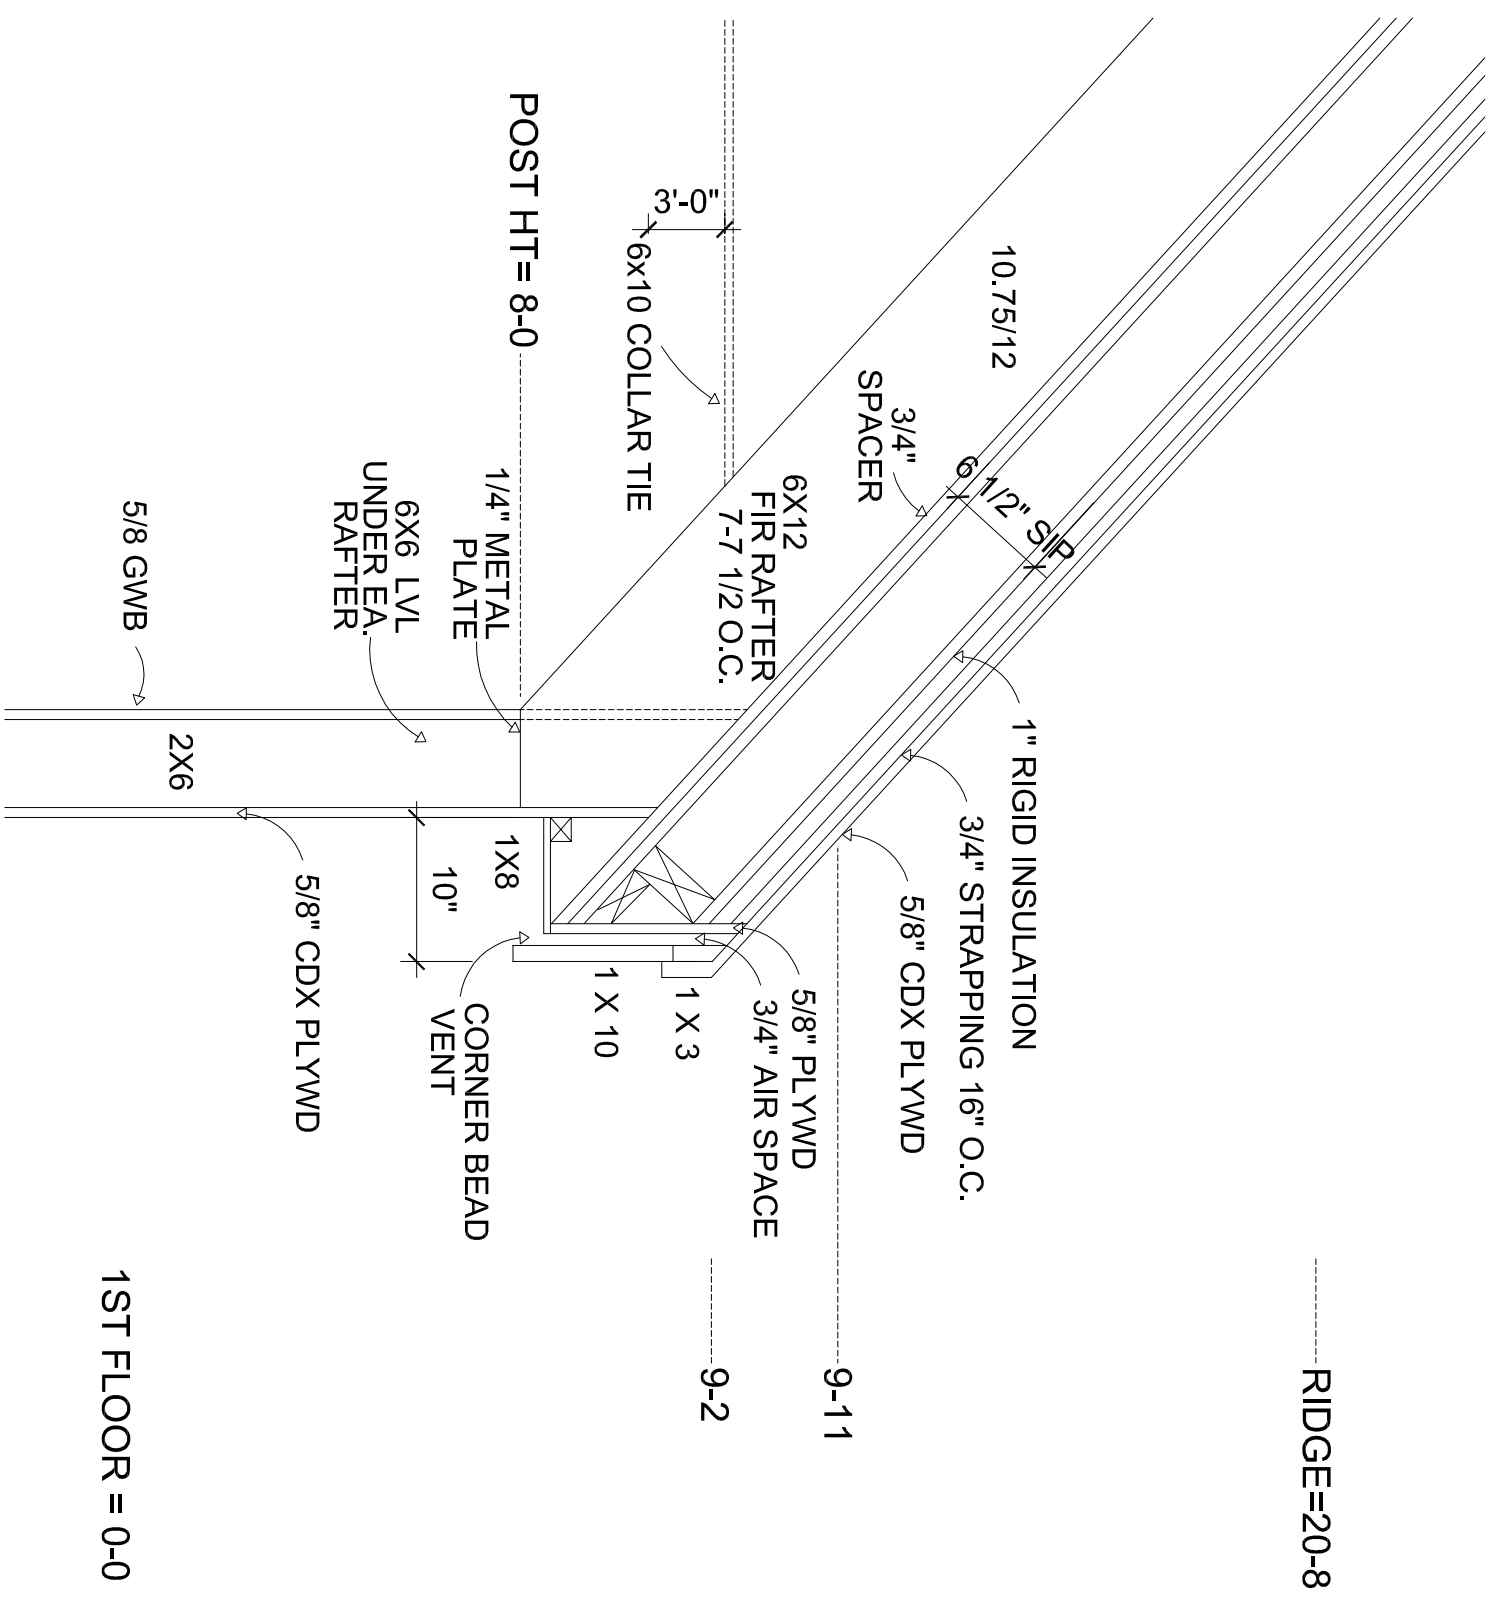 RIDGE=20-8
9-11
9-2
1ST FLOOR = 0-0
10.75/12
6 1/2" SIP
1" RIGID INSULATION
3/4" STRAPPING 16" O.C.
5/8" CDX PLYWD
3/4"
SPACER
6X12
FIR RAFTER
7-7 1/2 O.C.
5/8" PLYWD
3/4" AIR SPACE
1 X 3
1 X 10
3'-0"
6x10 COLLAR TIE
POST HT= 8-0
1/4" METAL
PLATE
6X6 LVL
UNDER EA.
RAFTER
1X8
10"
CORNER BEAD
VENT
5/8" CDX PLYWD
2X6
5/8 GWB